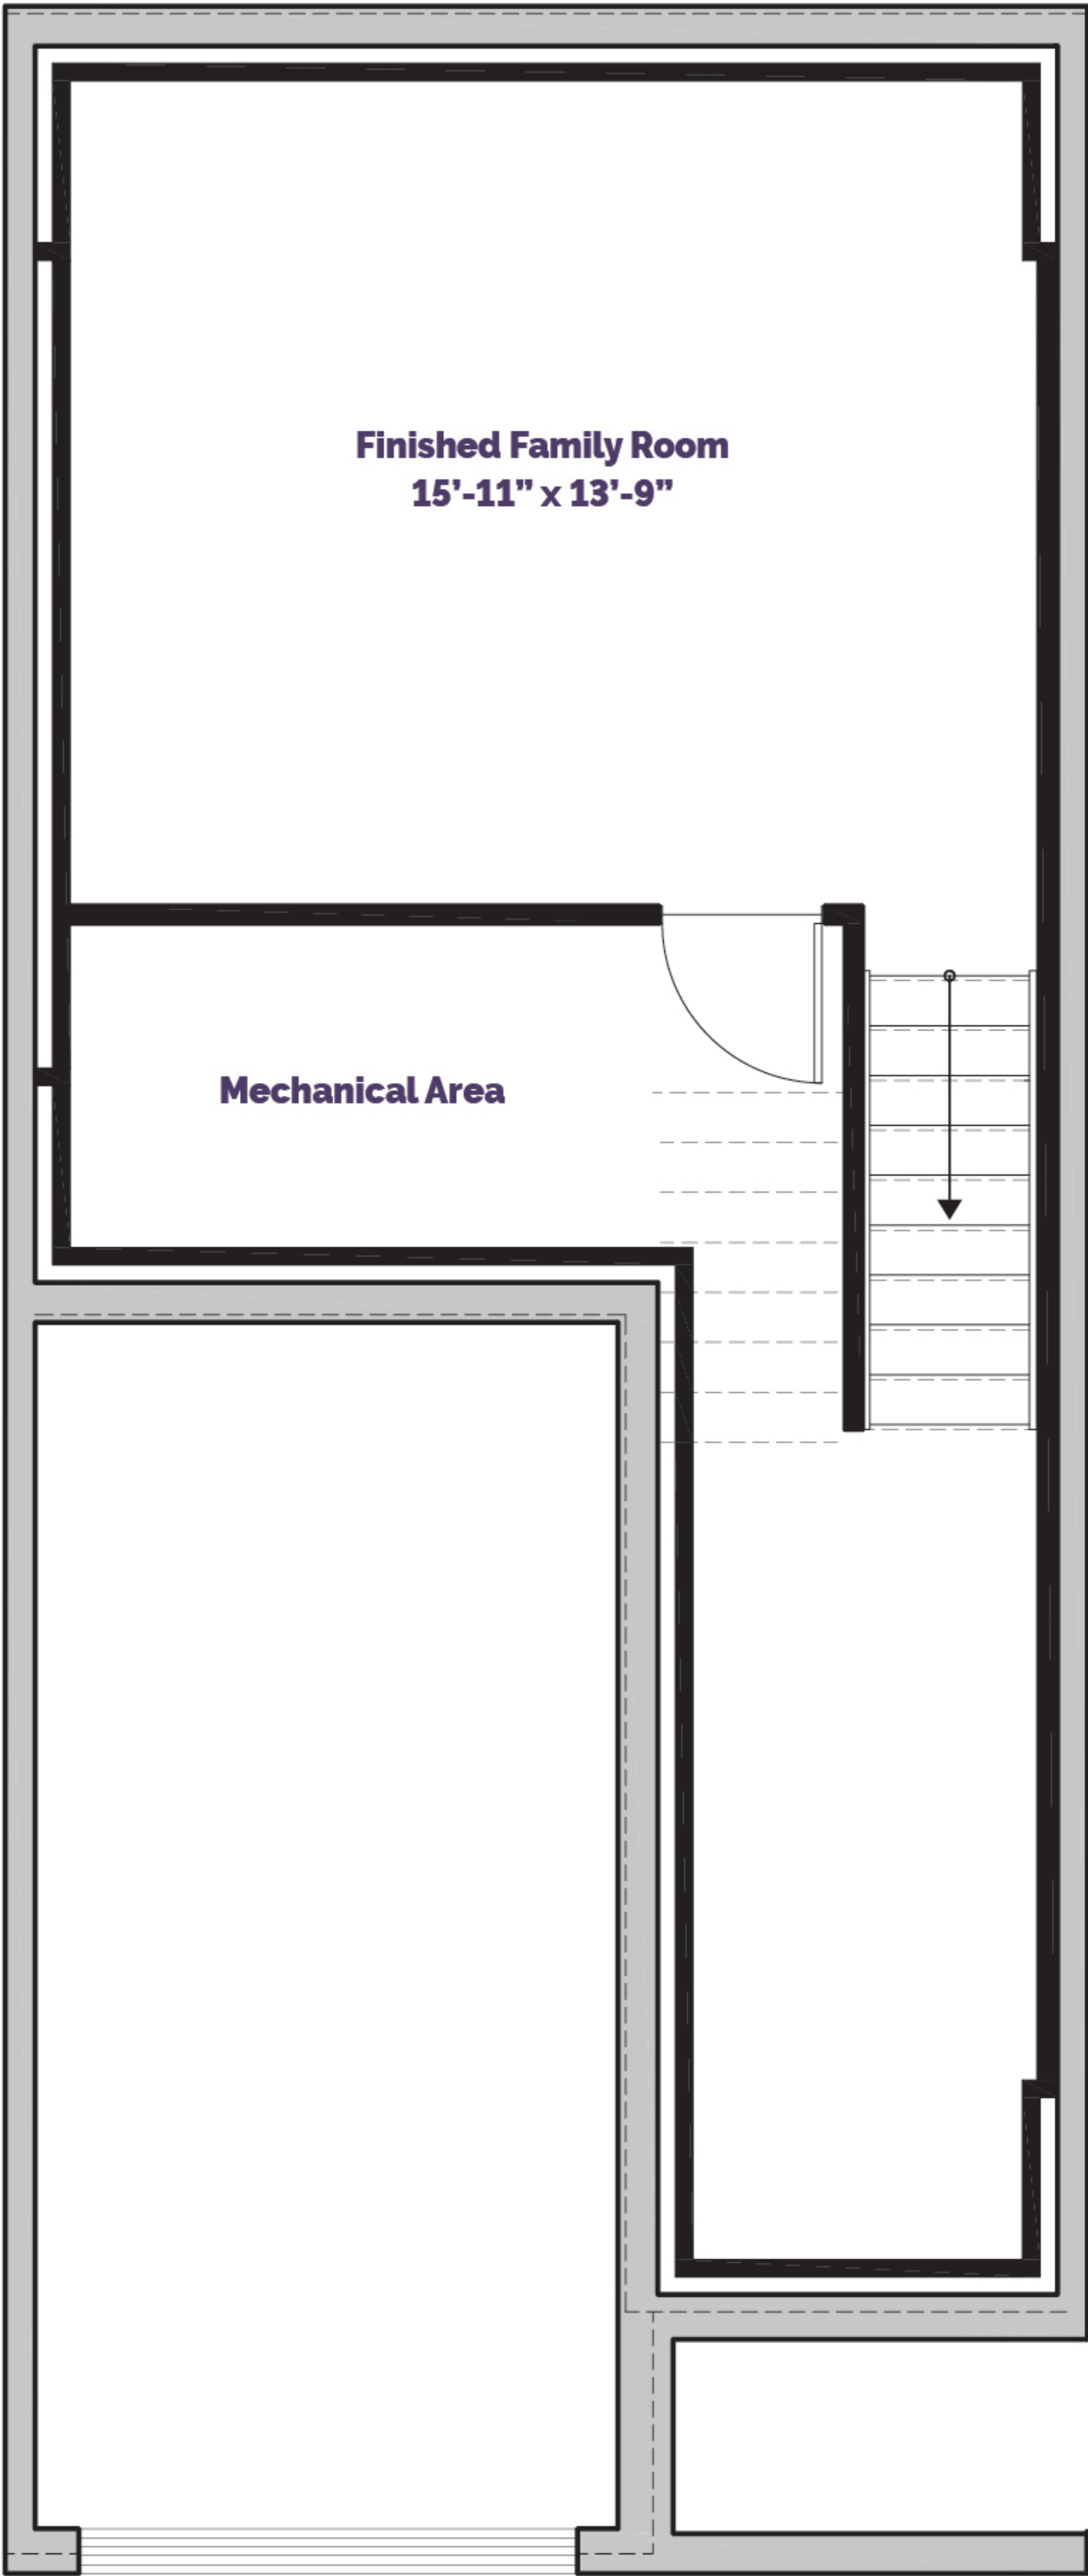 Finished Family Room
15’-11” x 13’-9”
Mechanical Area